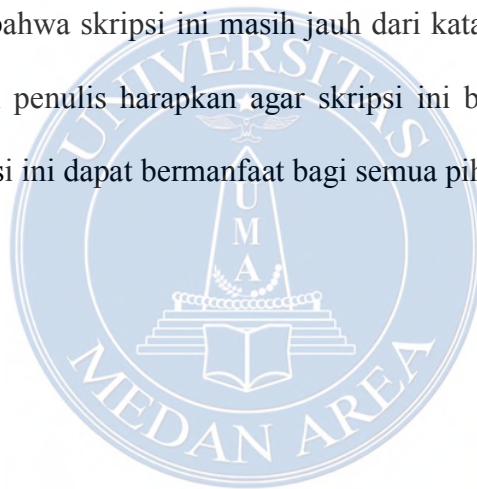 bahwa skripsi ini masih jauh dari kata
penulis harapkan agar skripsi ini b
si ini dapat bermanfaat bagi semua pih
UNIVERSITAS
UMA
MEDAN AREA